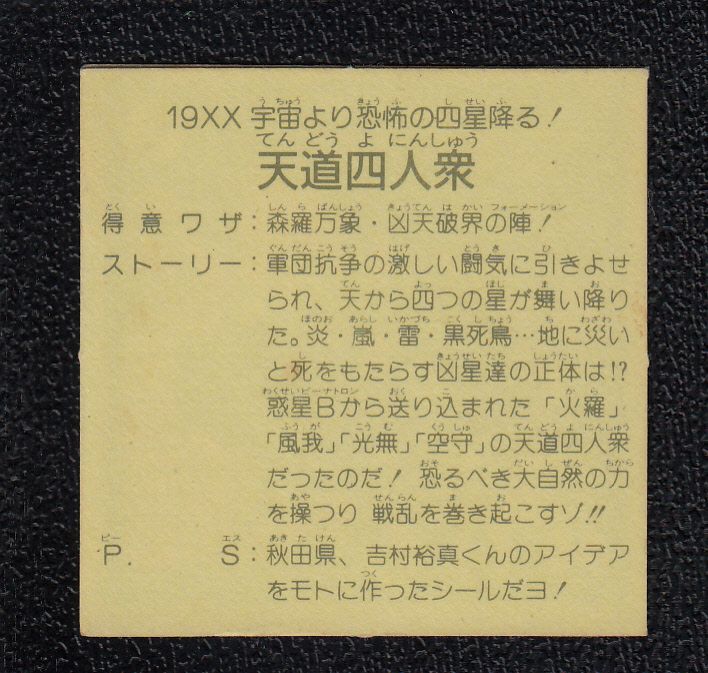 19XX 宇宙より恐怖の四星降る!
天道四人衆
得意ワザ:森羅万象・凶天破界の陣!
ストーリー:軍団抗争の激しい闘気に引きよせ
られ、天から四つの星が舞い降り
た。炎・嵐・雷・黒死鳥…地に災い
と死をもたらす凶星達の正体は!?
惑星Bから送り込まれた「火羅」
「風我」「光無」「空守」の天道四人衆
だったのだ! 恐るべき大自然の力
を操つり 戦乱を巻き起こすゾ!!
P. S:秋田県、吉村裕真くんのアイデア
をモトに作ったシールだヨ!